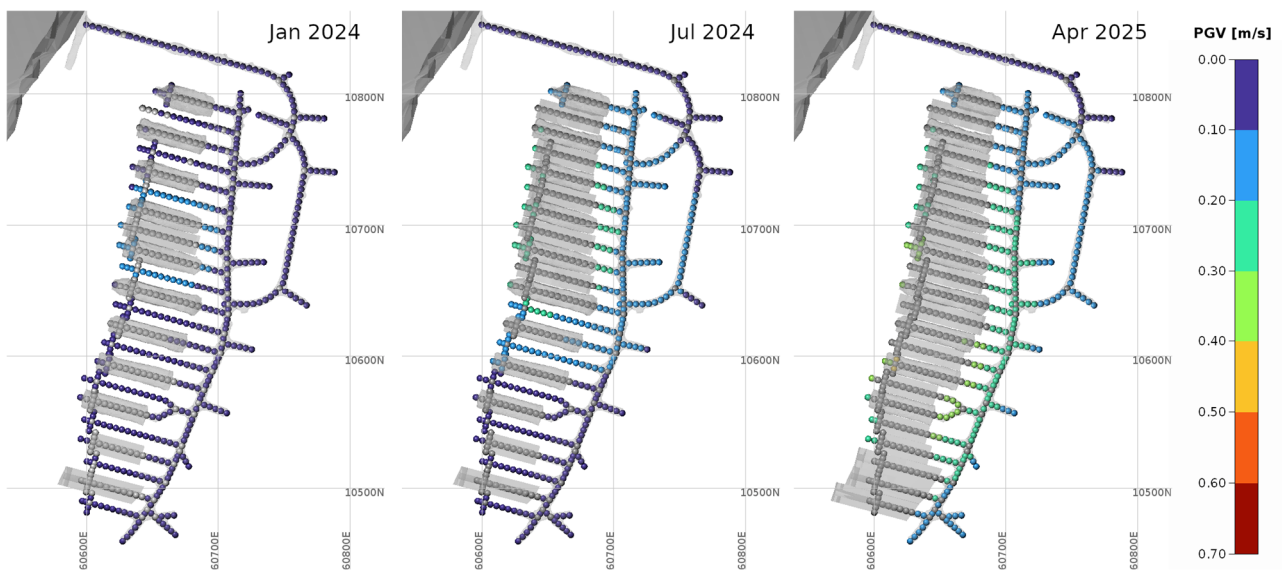 Jan 2024
Jul 2024
Apr 2025
PGV [m/s]
0.00
0.10
0.20
0.30
0.40
0.50
0.60
0.70
10800N
10700N
10600N
10500N
60600E
60700E
60800E
10800N
10700N
10600N
10500N
60600E
60700E
60800E
10800N
10700N
10600N
10500N
60600E
60700E
60800E